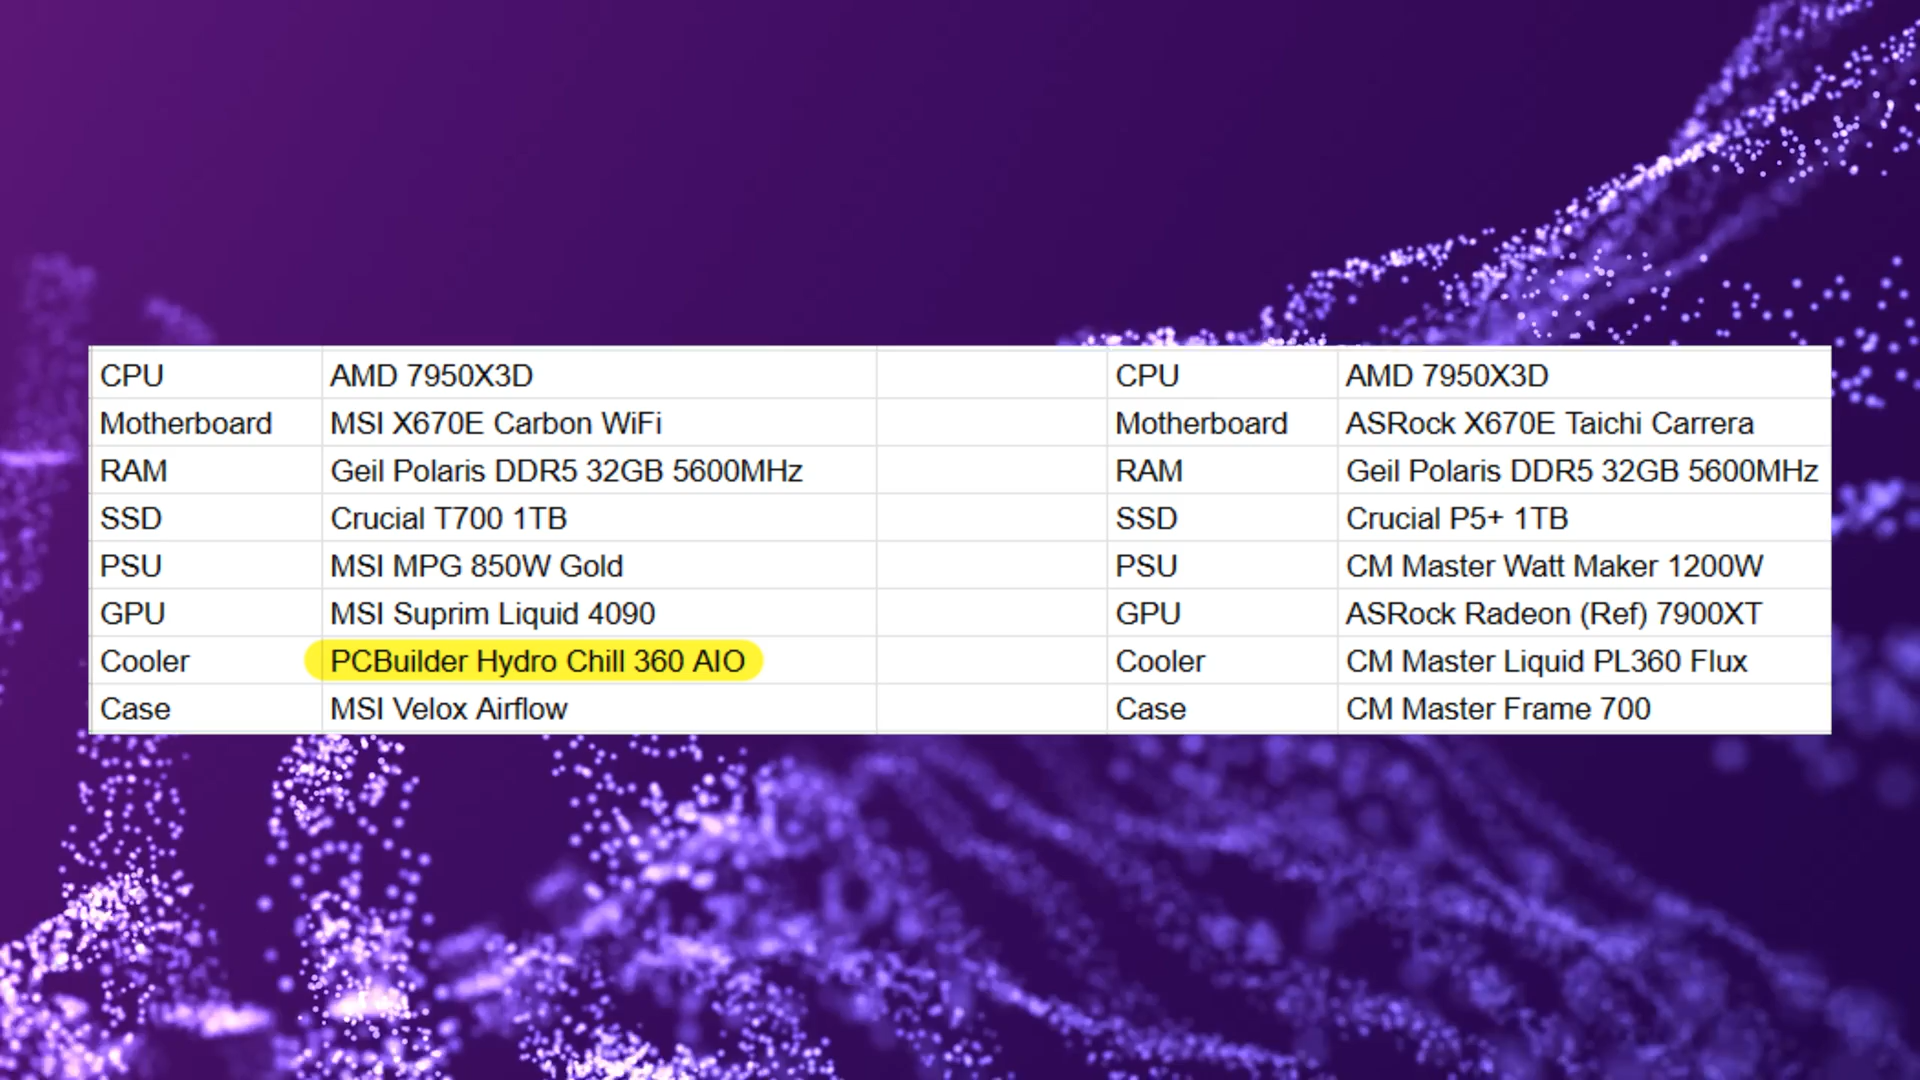 CPU AMD 7950X3D CPU AMD 7950X3D
Motherboard MSI X670E Carbon WiFi Motherboard ASRock X670E Taichi Carrera
RAM Geil Polaris DDR5 32GB 5600MHz RAM Geil Polaris DDR5 32GB 5600MHz
SSD Crucial T700 1TB SSD Crucial P5+ 1TB
PSU MSI MPG 850W Gold PSU CM Master Watt Maker 1200W
GPU MSI Suprim Liquid 4090 GPU ASRock Radeon (Ref) 7900XT
Cooler PCBuilder Hydro Chill 360 AIO Cooler CM Master Liquid PL360 Flux
Case MSI Velox Airflow Case CM Master Frame 700